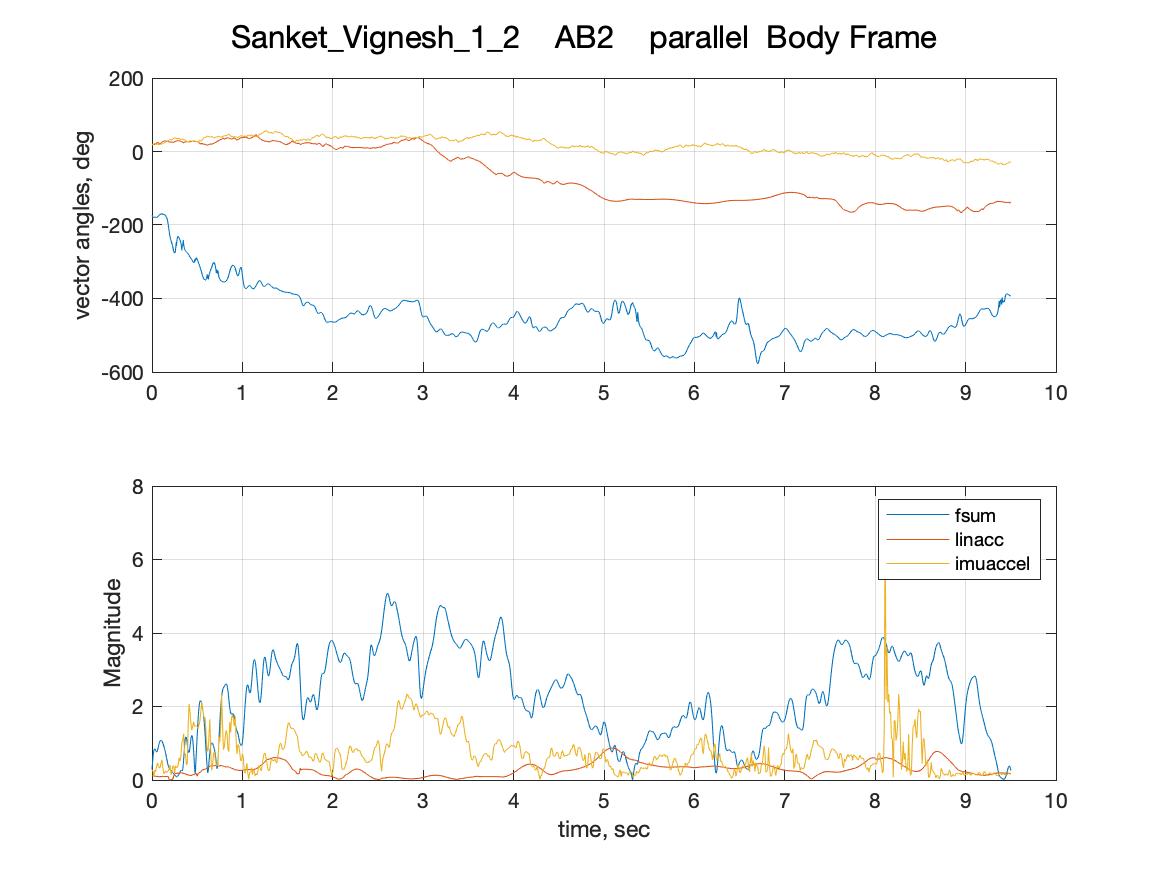 Sanket_Vignesh_1_2    AB2    parallel  Body Frame
200
0
-200
-400
-600
vector angles, deg
0 1 2 3 4 5 6 7 8 9 10
8
6
4
2
0
Magnitude
fsum
linacc
imuaccel
0 1 2 3 4 5 6 7 8 9 10
time, sec